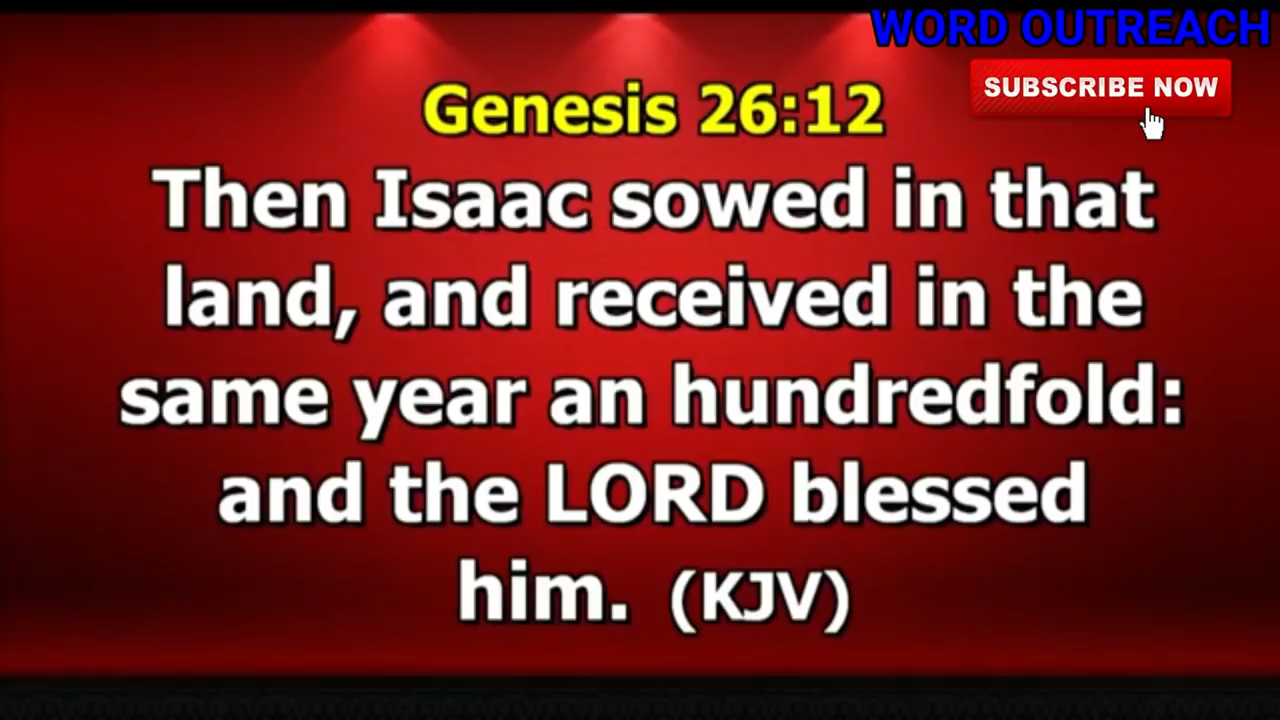 WORD OUTREACH
SUBSCRIBE NOW
Genesis 26:12
Then Isaac sowed in that
land, and received in the
same year an hundredfold:
and the LORD blessed
him. (KJV)